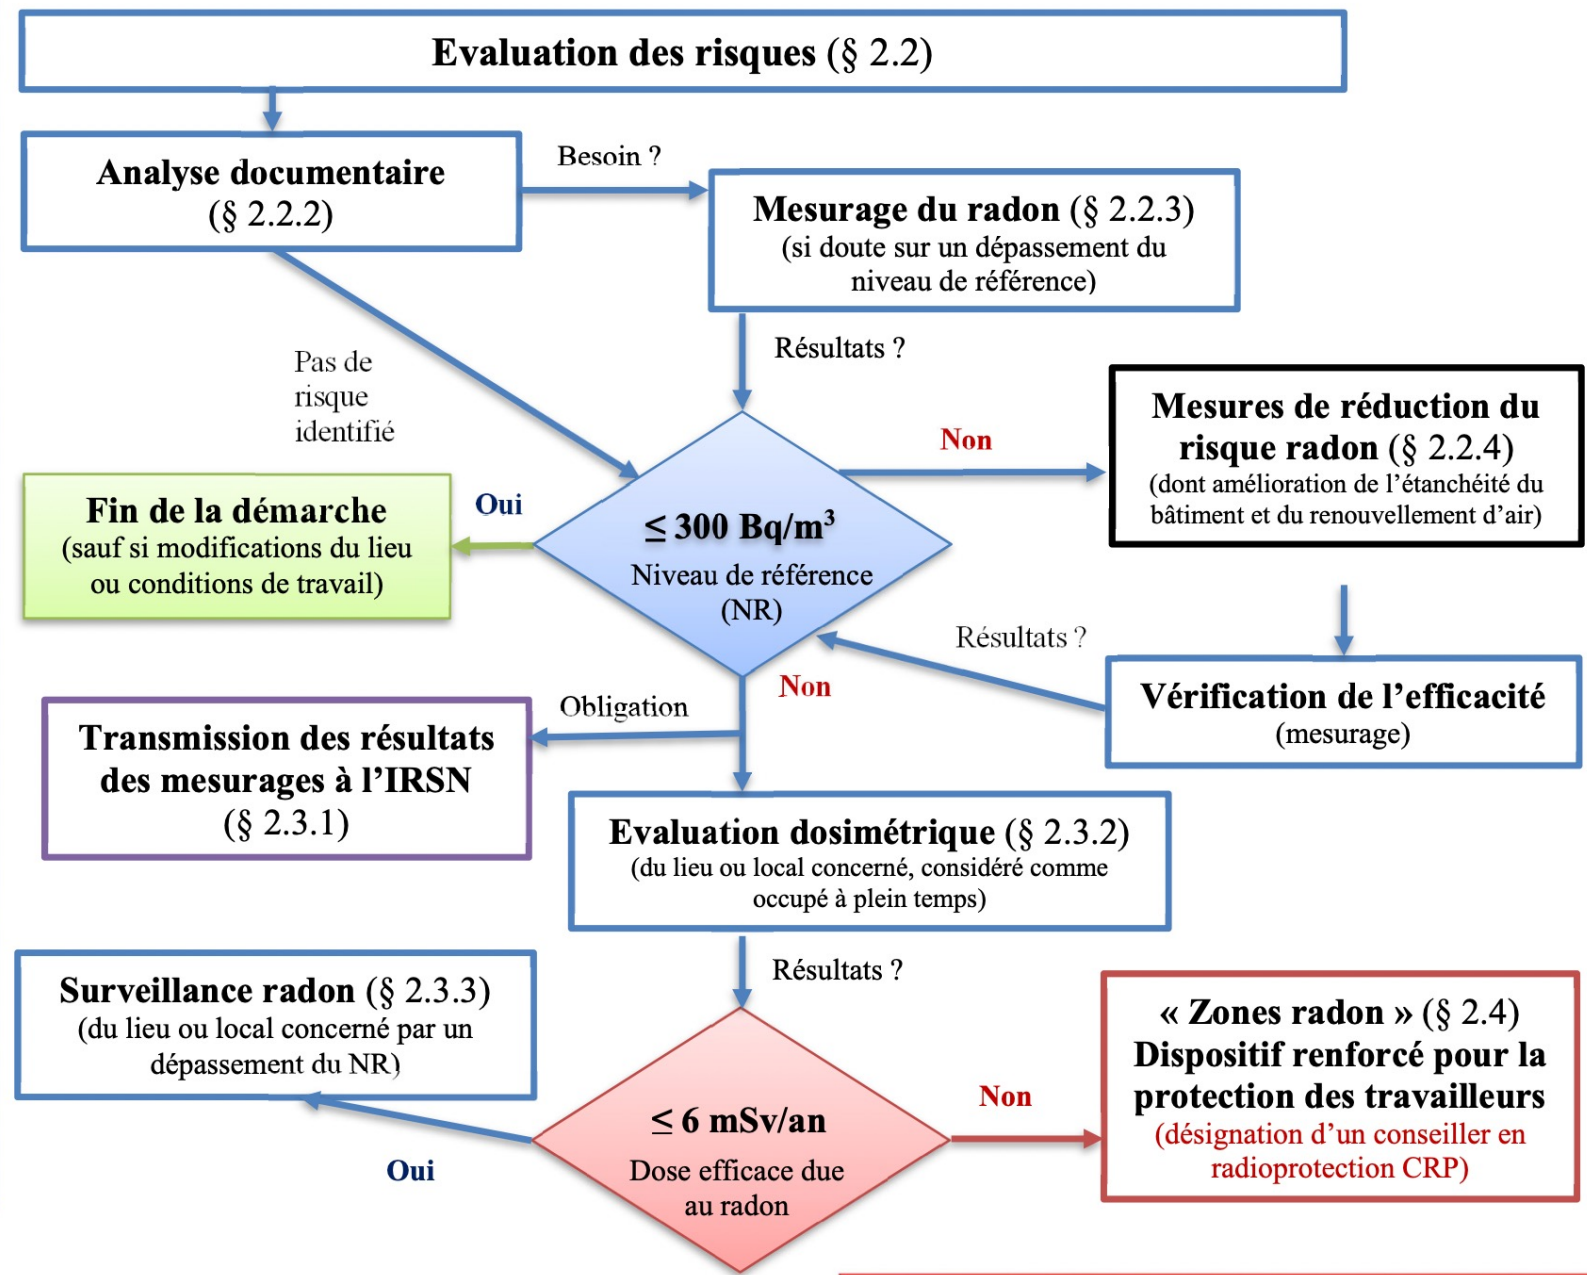 Evaluation des risques (§ 2.2)
Analyse documentaire
(§ 2.2.2)
Besoin ?
Mesurage du radon (§ 2.2.3)
(si doute sur un dépassement du
niveau de référence)
Pas de
risque
identifié
Résultats ?
Non
Mesures de réduction du
risque radon (§ 2.2.4)
(dont amélioration de l’étanchéité du
bâtiment et du renouvellement d’air)
Fin de la démarche
(sauf si modifications du lieu
ou conditions de travail)
Oui
≤ 300 Bq/m³
Niveau de référence
(NR)
Résultats ?
Vérification de l’efficacité
(mesurage)
Non
Obligation
Transmission des résultats
des mesurages à l’IRSN
(§ 2.3.1)
Evaluation dosimétrique (§ 2.3.2)
(du lieu ou local concerné, considéré comme
occupé à plein temps)
Résultats ?
Surveillance radon (§ 2.3.3)
(du lieu ou local concerné par un
dépassement du NR)
Oui
≤ 6 mSv/an
Dose efficace due
au radon
Non
« Zones radon » (§ 2.4)
Dispositif renforcé pour la
protection des travailleurs
(désignation d’un conseiller en
radioprotection CRP)